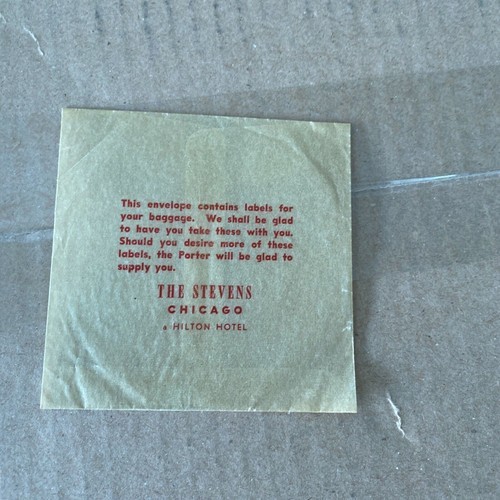 This envelope contains labels for
your baggage. We shall be glad
to have you take these with you.
Should you desire more of these
labels, the Porter will be glad to
supply you.
THE STEVENS
CHICAGO
A HILTON HOTEL